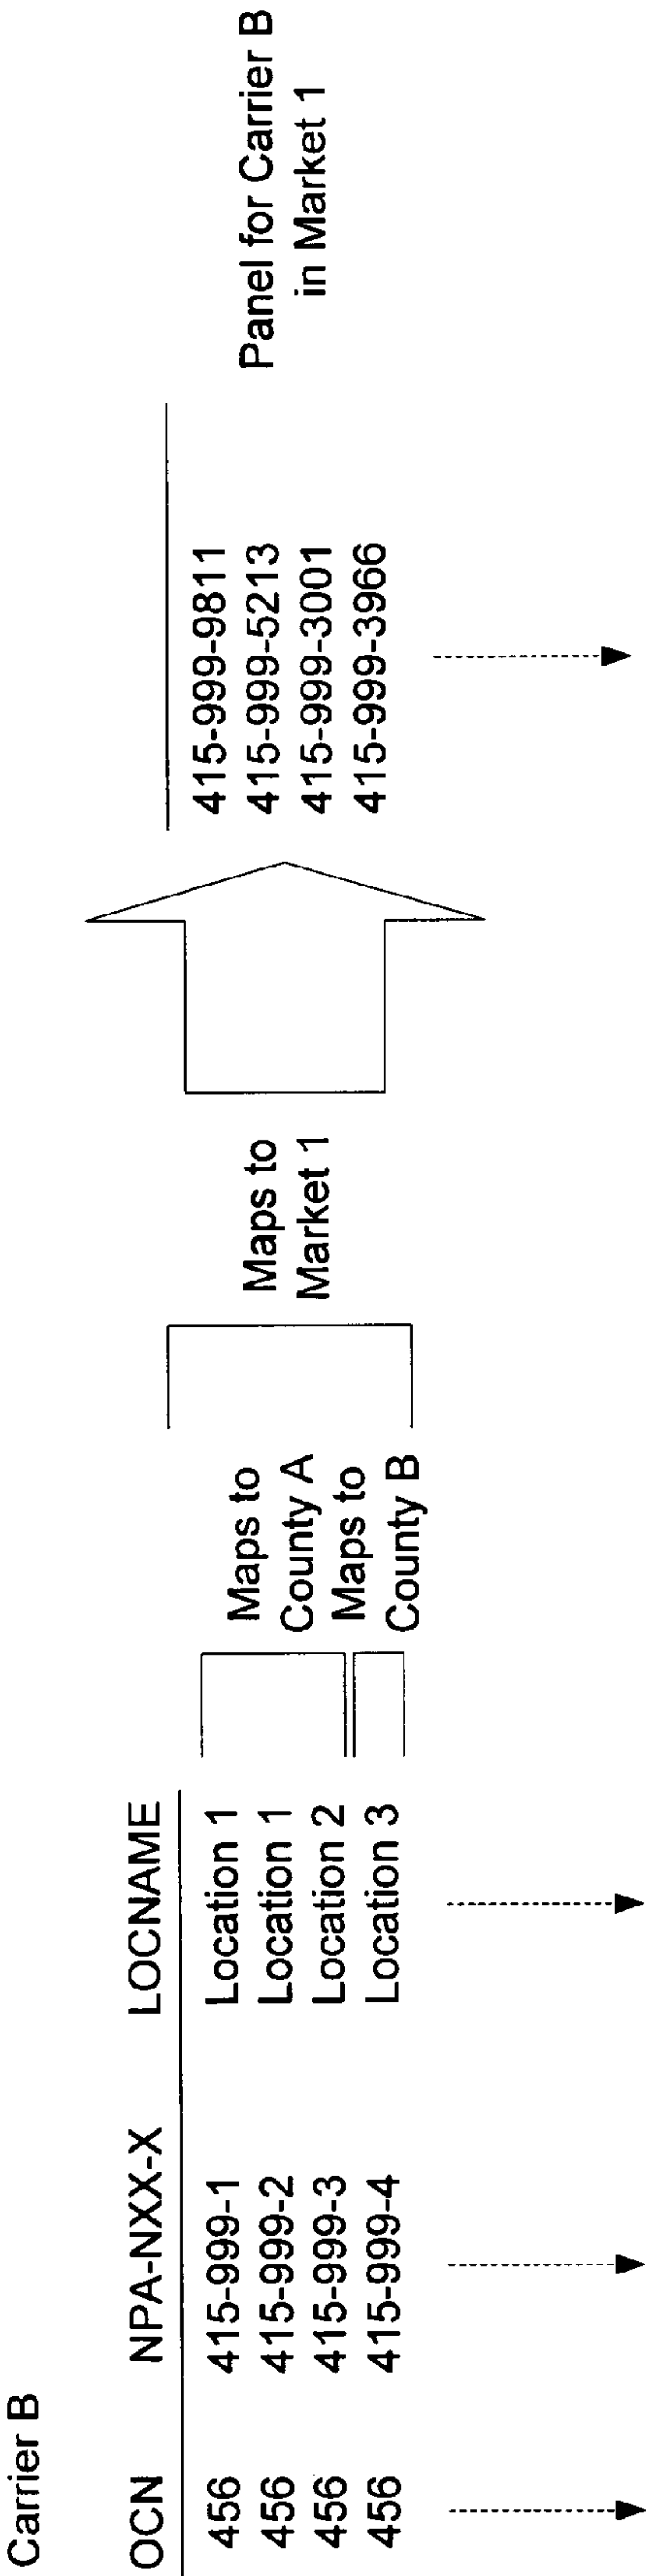 Carrier B
OCN NPA-NXX-X LOCNAME
456 415-999-1 Location 1
456 415-999-2 Location 1
456 415-999-3 Location 2
456 415-999-4 Location 3
Maps to
County A
Maps to
County B
Maps to
Market 1
415-999-9811
415-999-5213
415-999-3001
415-999-3966
Panel for Carrier B
in Market 1